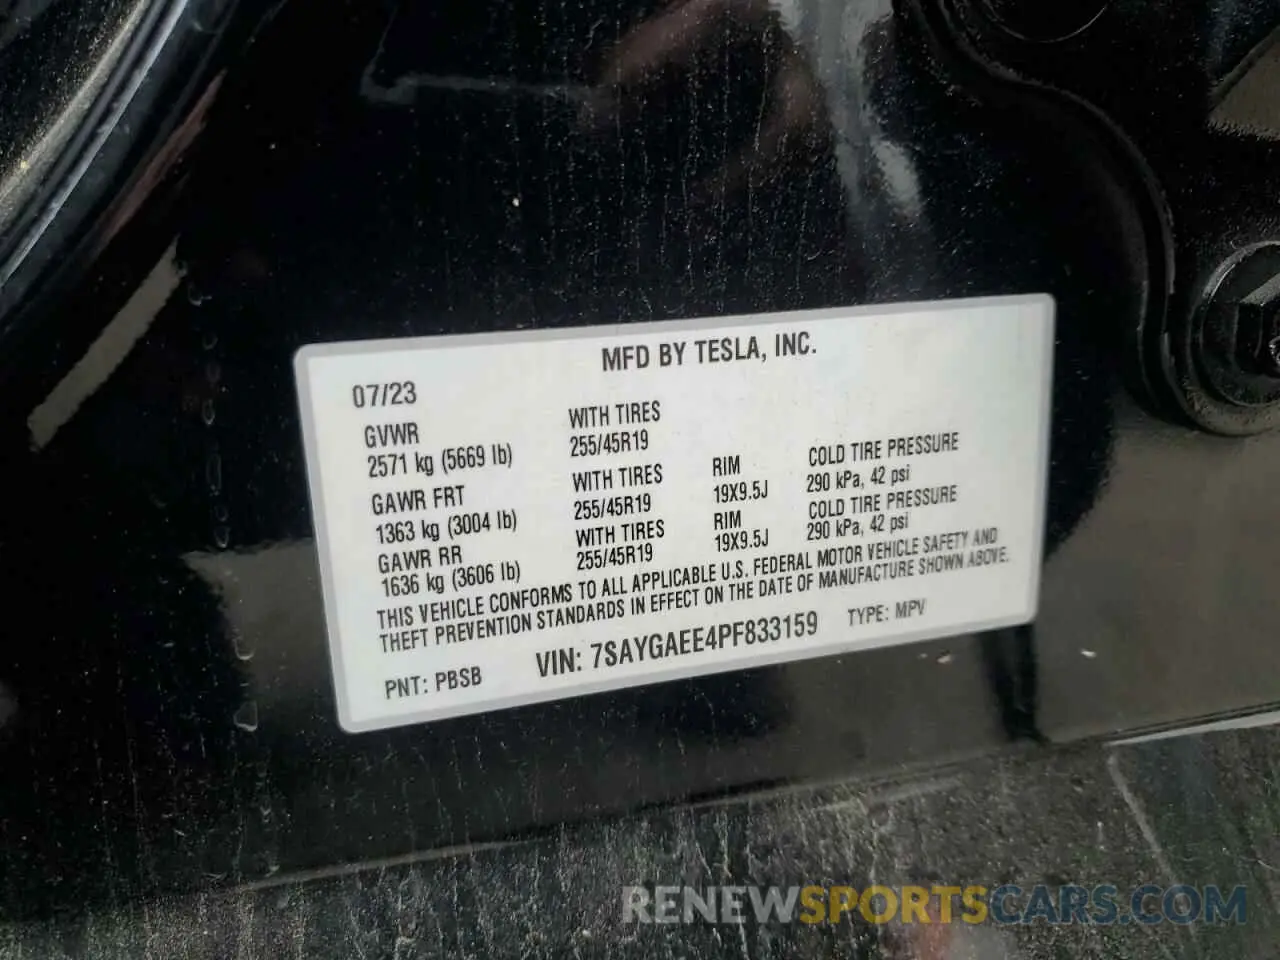 MFD BY TESLA, INC.
07/23
GVWR WITH TIRES
2571 kg (5669 lb) 255/45R19
GAWR FRT WITH TIRES RIM COLD TIRE PRESSURE
1363 kg (3004 lb) 255/45R19 19X9.5J 290 kPa, 42 psi
GAWR RR WITH TIRES RIM COLD TIRE PRESSURE
1636 kg (3606 lb) 255/45R19 19X9.5J 290 kPa, 42 psi
THIS VEHICLE CONFORMS TO ALL APPLICABLE U.S. FEDERAL MOTOR VEHICLE SAFETY AND
THEFT PREVENTION STANDARDS IN EFFECT ON THE DATE OF MANUFACTURE SHOWN ABOVE.
PNT: PBSB VIN: 7SAYGAEE4PF833159 TYPE: MPV
RENEWSPORTSCARS.COM